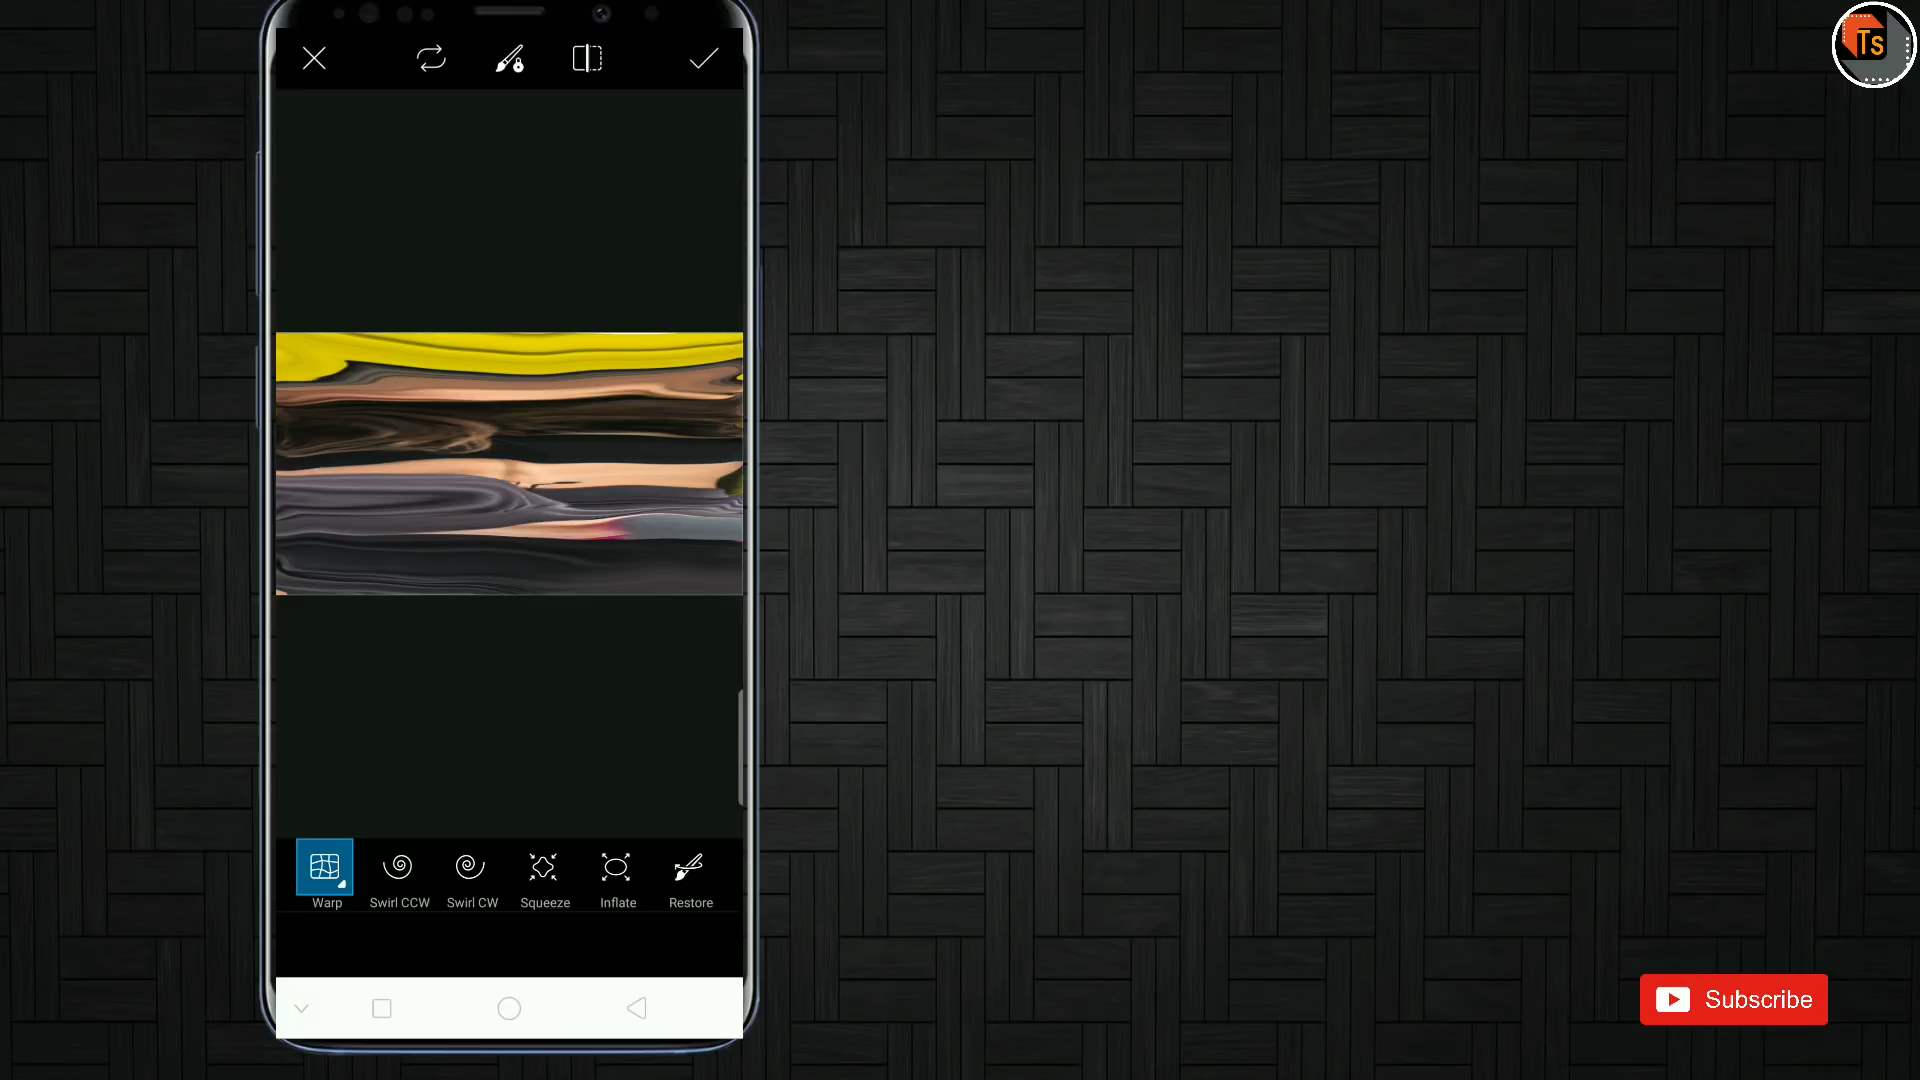 Ts
Warp
Swirl CCW
Swirl CW
Squeeze
Inflate
Restore
Subscribe